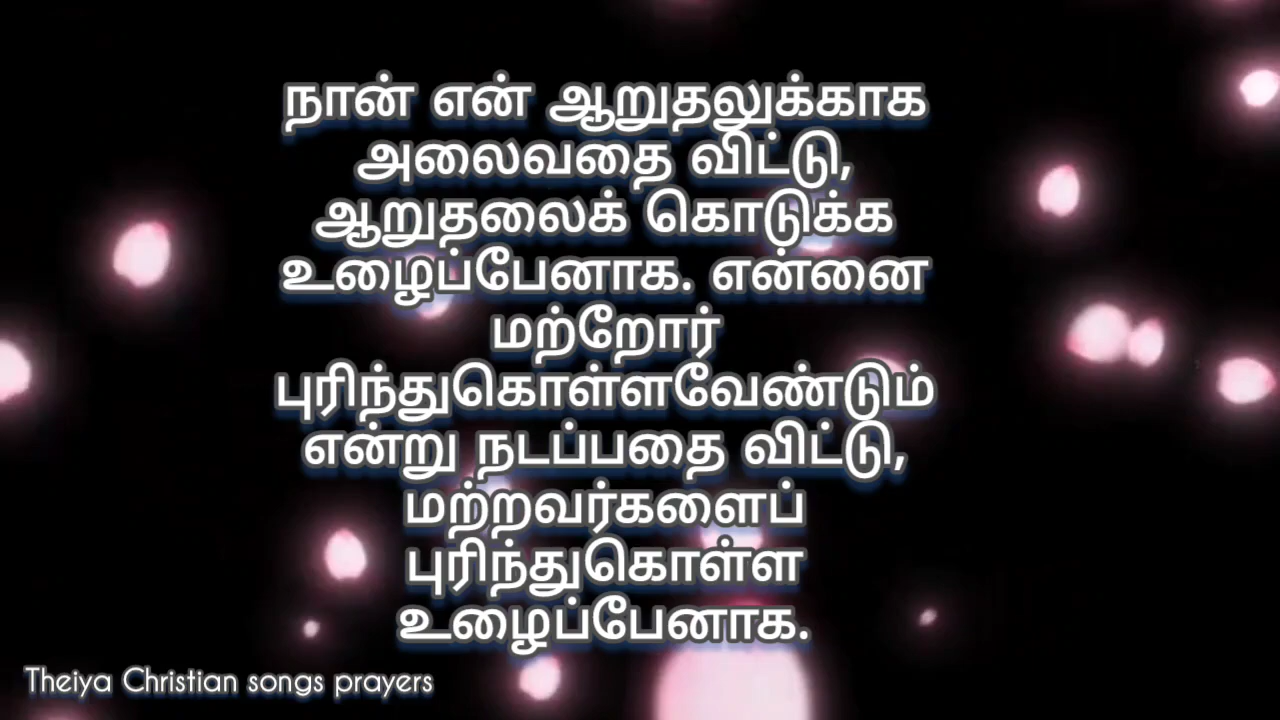 நான் என் ஆறுதலுக்காக
அலைவதை விட்டு,
ஆறுதலைக் கொடுக்க
உழைப்பேனாக. என்னை
மற்றோர்
புரிந்துகொள்ளவேண்டும்
என்று நடப்பதை விட்டு,
மற்றவர்களைப்
புரிந்துகொள்ள
உழைப்பேனாக.
Theiya Christian songs prayers